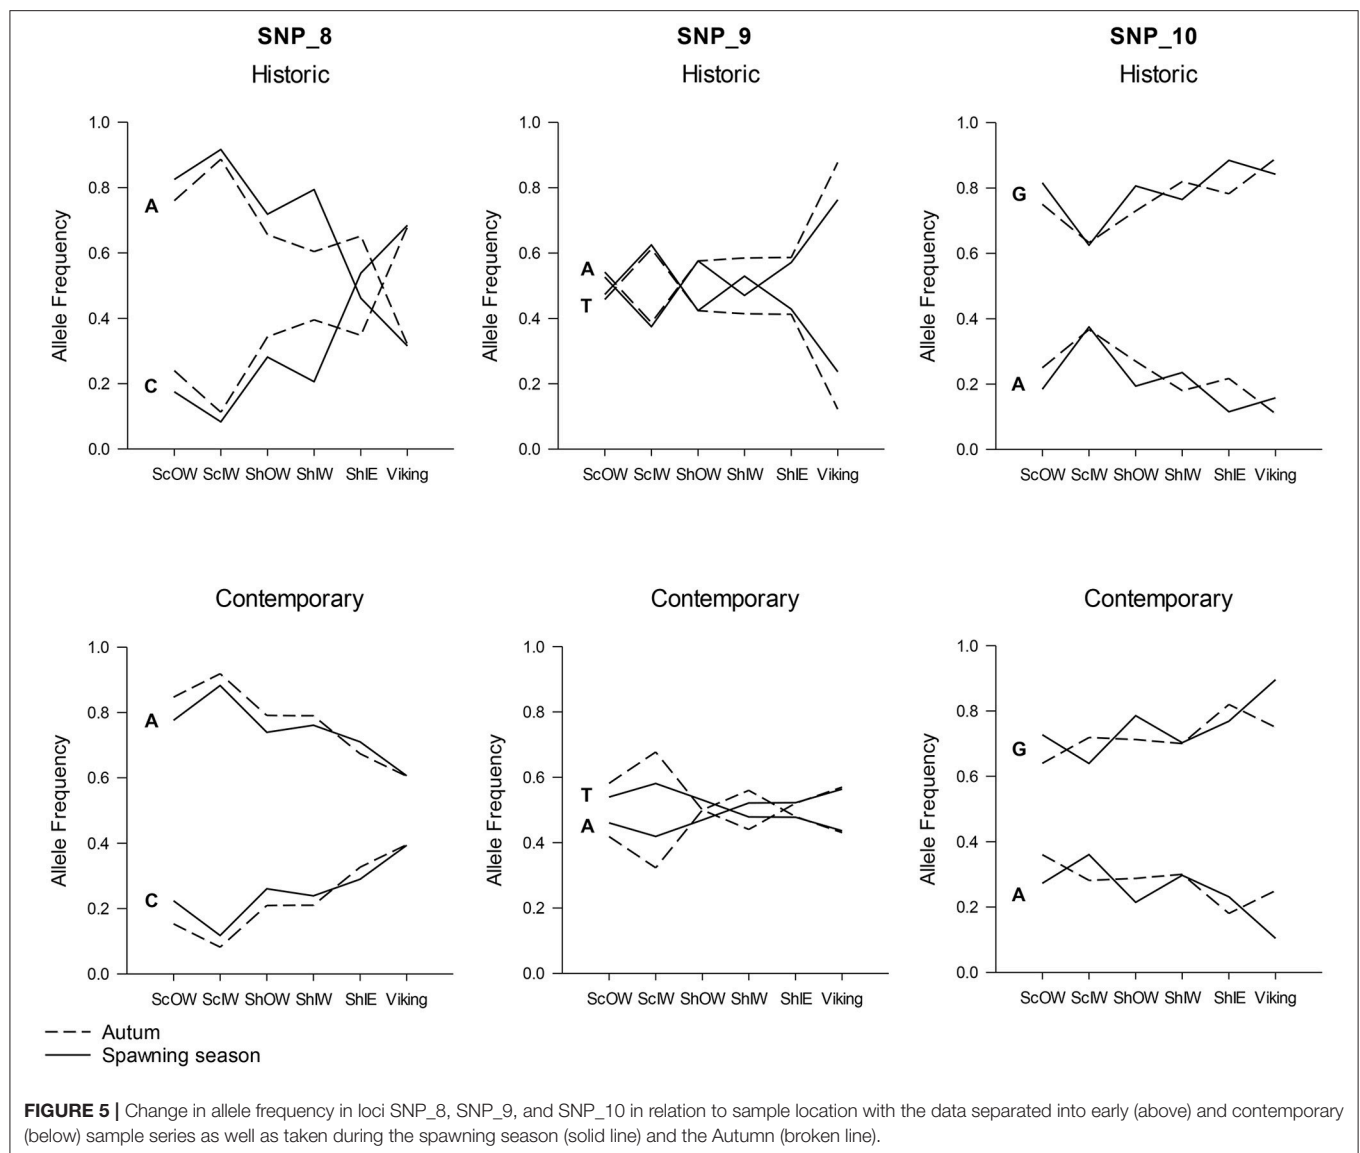 SNP_8
Historic
Allele Frequency
1.0
0.8
0.6
0.4
0.2
0.0
A
C
ScOW ScIW ShOW ShIW ShIE Viking
SNP_9
Historic
Allele Frequency
1.0
0.8
0.6
0.4
0.2
0.0
A
T
ScOW ScIW ShOW ShIW ShIE Viking
SNP_10
Historic
Allele Frequency
1.0
0.8
0.6
0.4
0.2
0.0
G
A
ScOW ScIW ShOW ShIW ShIE Viking
Contemporary
Allele Frequency
1.0
0.8
0.6
0.4
0.2
0.0
A
C
ScOW ScIW ShOW ShIW ShIE Viking
Contemporary
Allele Frequency
1.0
0.8
0.6
0.4
0.2
0.0
T
A
ScOW ScIW ShOW ShIW ShIE Viking
Contemporary
Allele Frequency
1.0
0.8
0.6
0.4
0.2
0.0
G
A
ScOW ScIW ShOW ShIW ShIE Viking
Autum
Spawning season
FIGURE 5 | Change in allele frequency in loci SNP_8, SNP_9, and SNP_10 in relation to sample location with the data separated into early (above) and contemporary
(below) sample series as well as taken during the spawning season (solid line) and the Autumn (broken line).